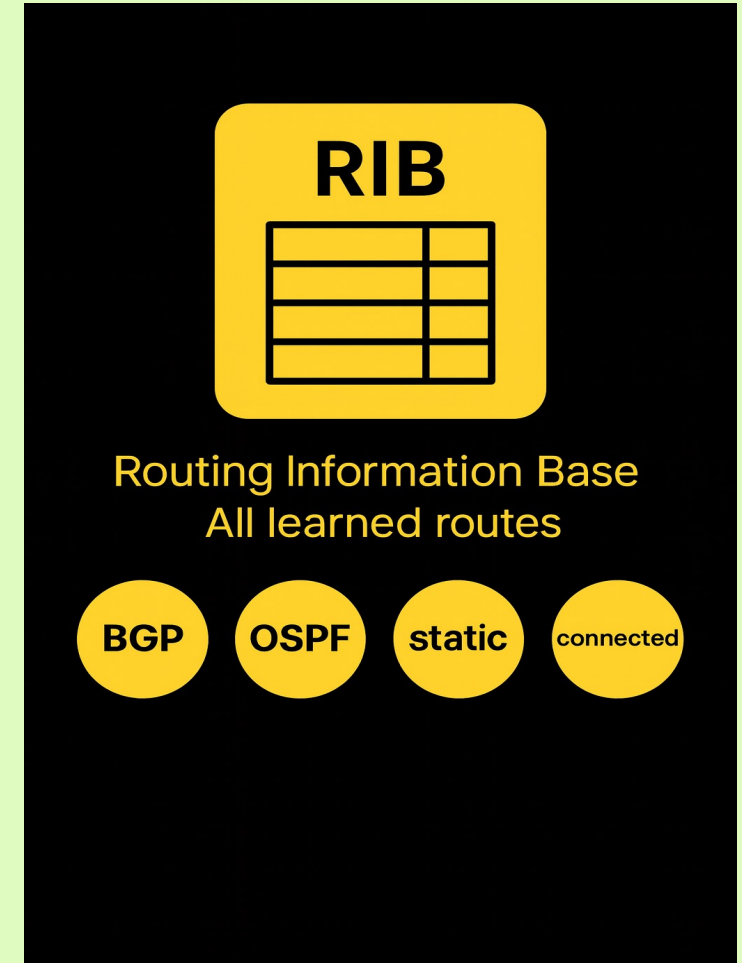 RIB
Routing Information Base
All learned routes
BGP OSPF static connected